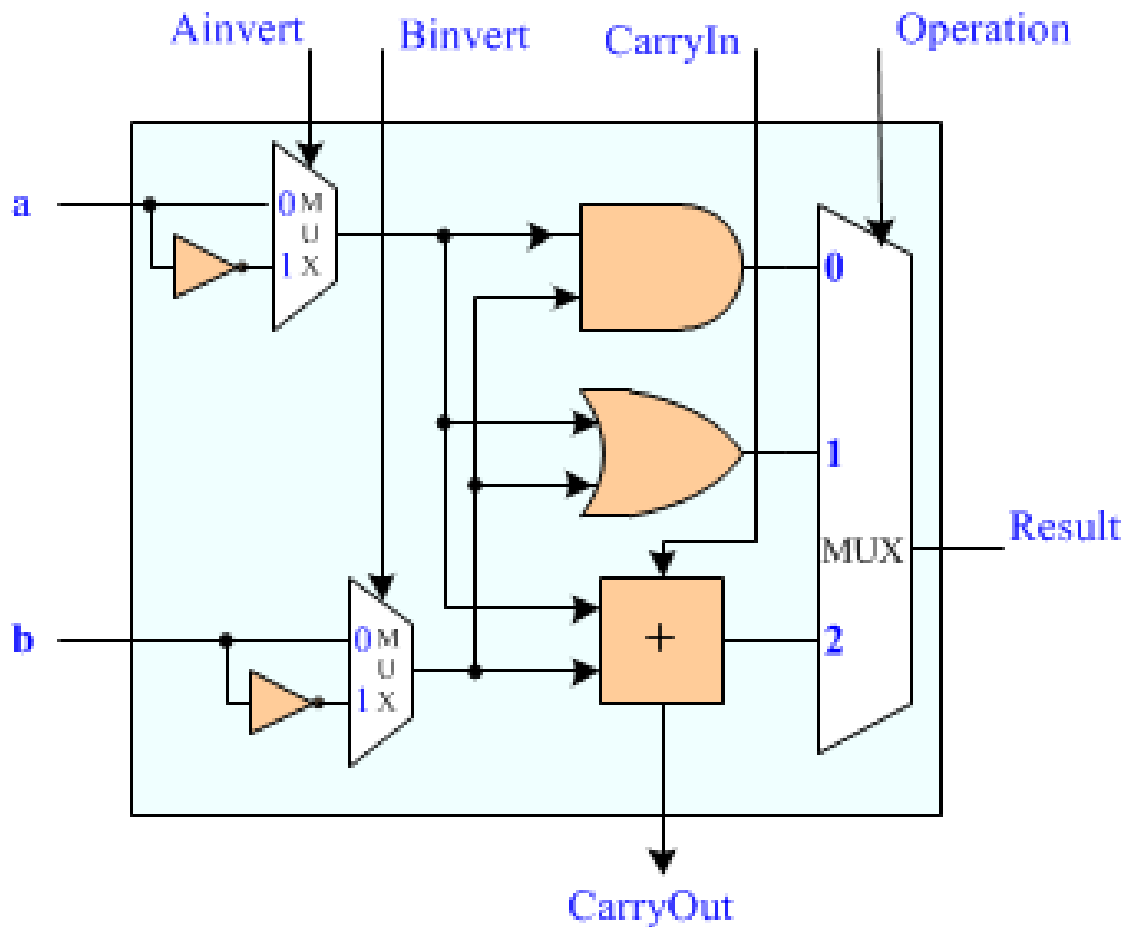 Ainvert
Binvert
CarryIn
Operation
a
0 M
U
1 X
0
1
MUX
Result
b
0 M
U
1 X
+
2
CarryOut